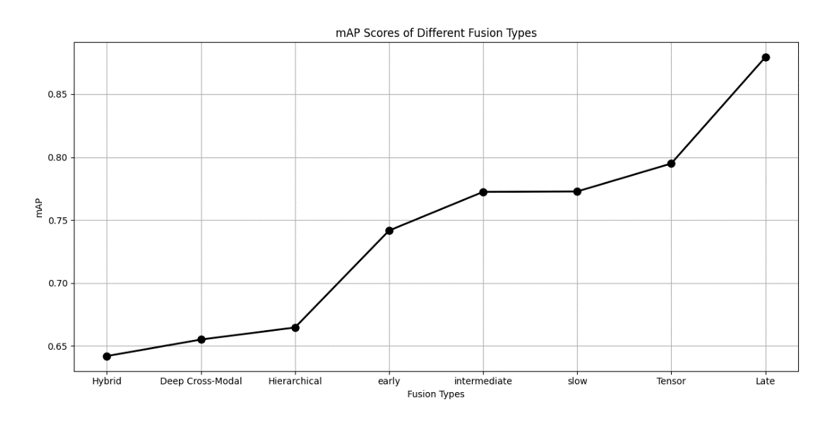 mAP Scores of Different Fusion Types
0.85
0.80
0.75
0.70
0.65
mAP
Hybrid Deep Cross-Modal Hierarchical early intermediate slow Tensor Late
Fusion Types